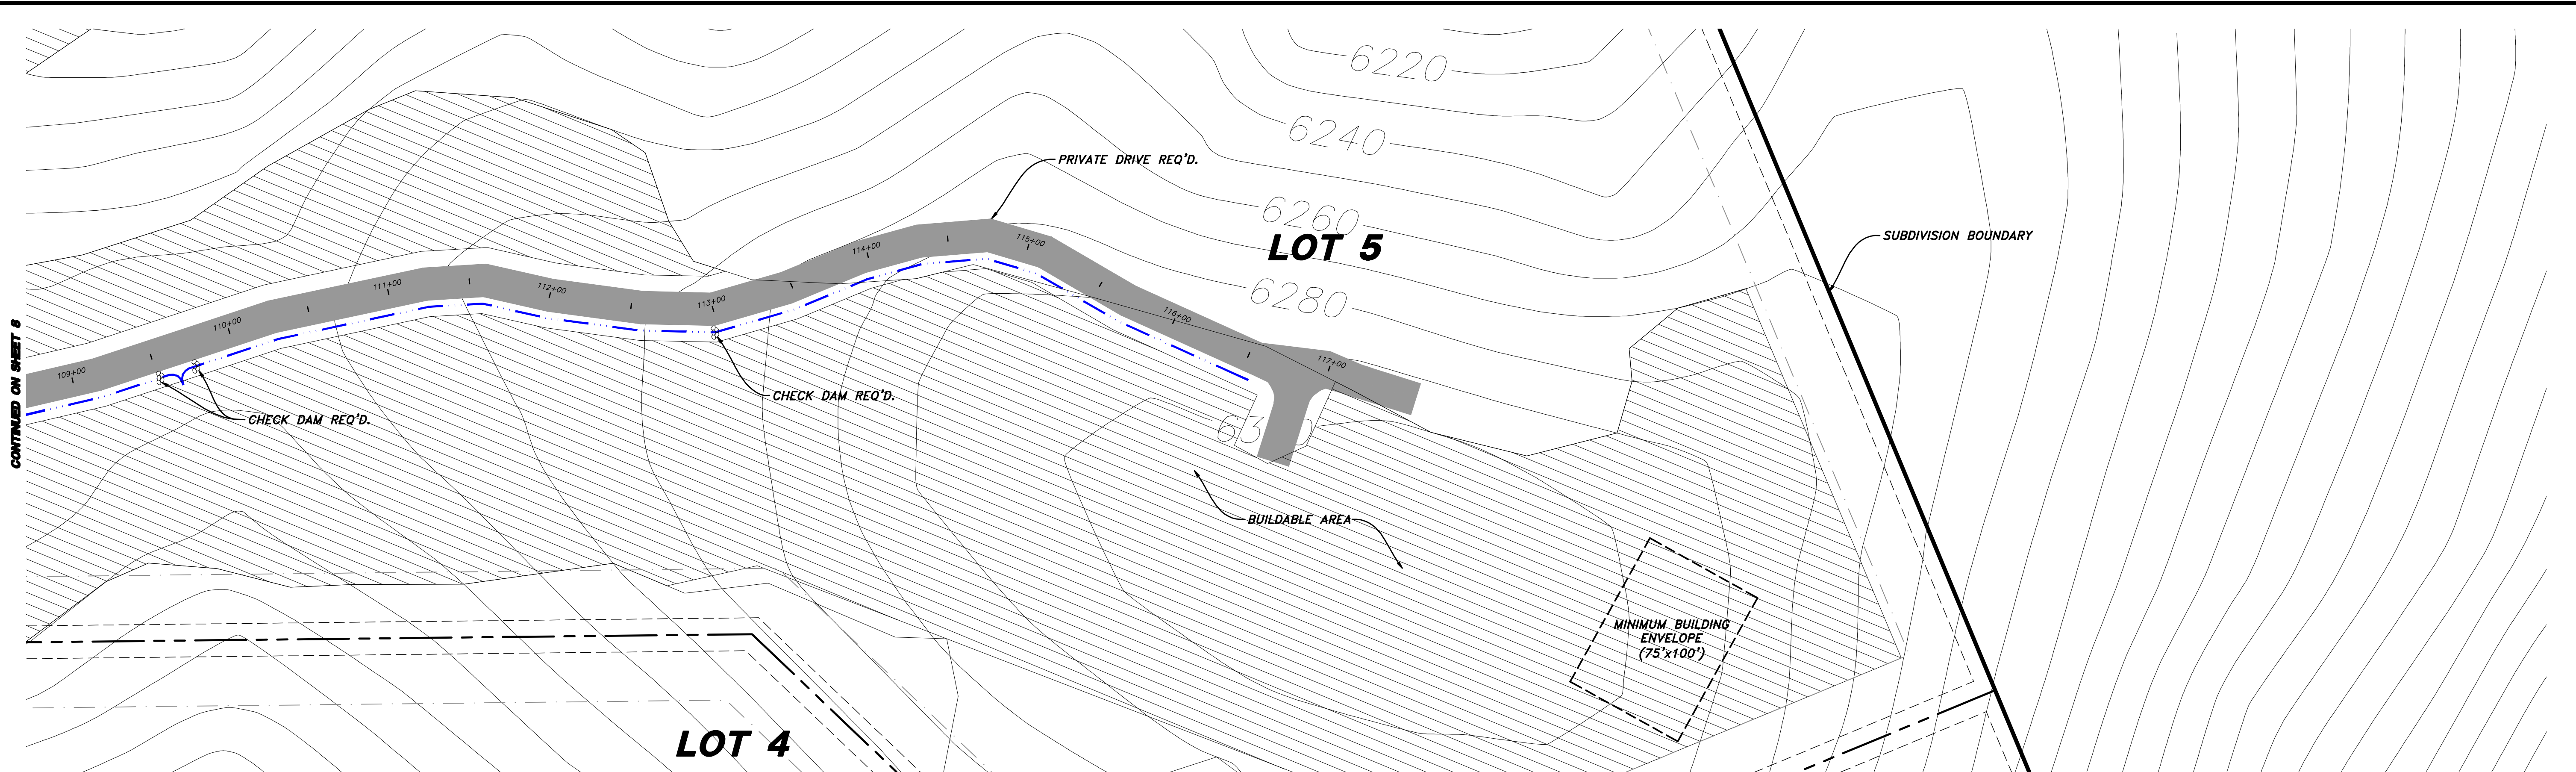 6220
6240
PRIVATE DRIVE REQ'D.
6260
LOT 5
SUBDIVISION BOUNDARY
6280
114+00
115+00
111+00
112+00
113+00
110+00
116+00
CONTINUED ON SHEET 8
109+00
117+00
CHECK DAM REQ'D.
CHECK DAM REQ'D.
BUILDABLE AREA
MINIMUM BUILDING
ENVELOPE
(75'x100')
LOT 4